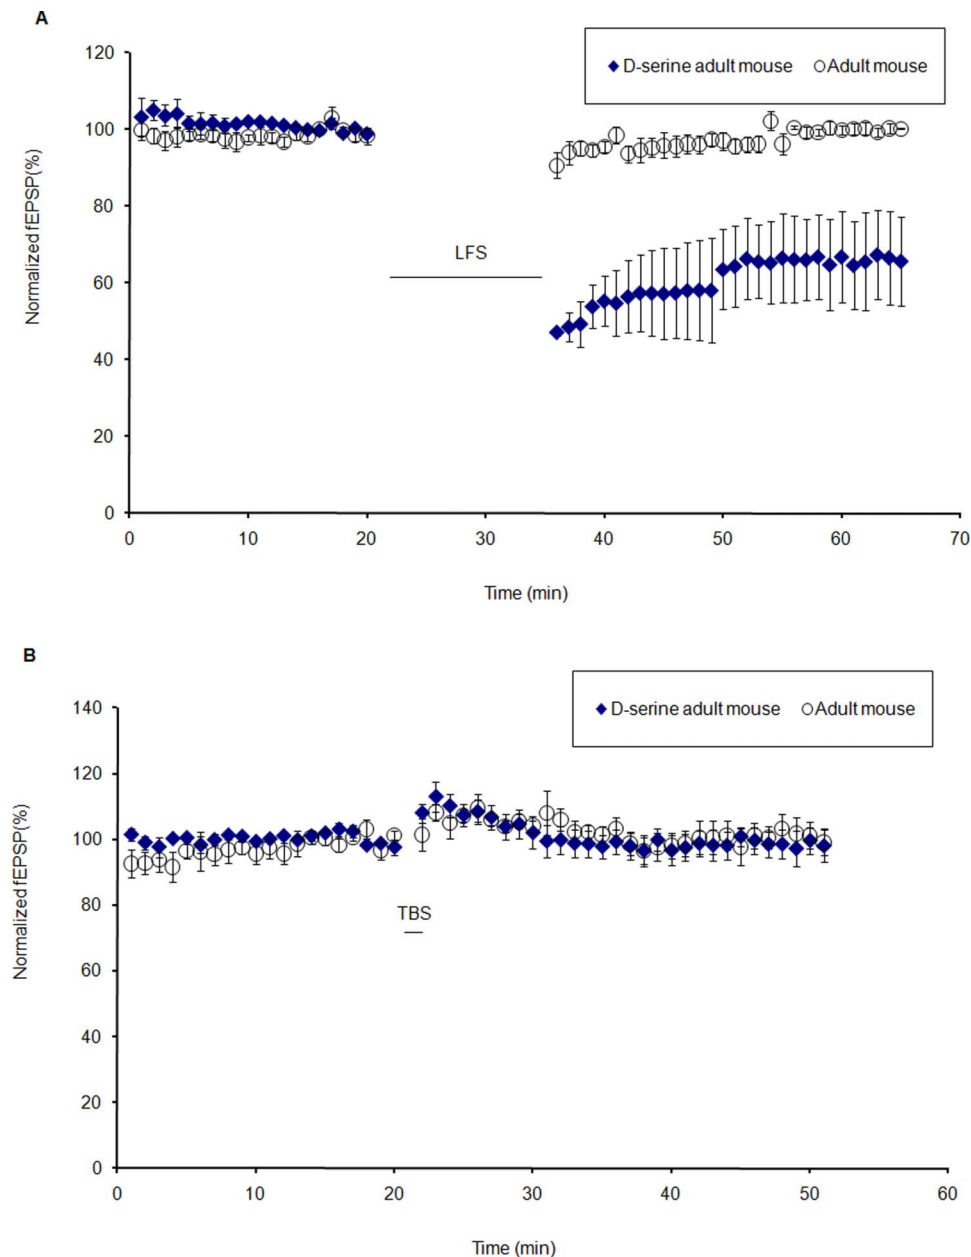 A
D-serine adult mouse Adult mouse
120
100
80
60
40
20
0
Normalized fEPSP(%)
LFS
0 10 20 30 40 50 60 70
Time (min)
B
D-serine adult mouse Adult mouse
140
120
100
80
60
40
20
0
Normalized fEPSP(%)
TBS
0 10 20 30 40 50 60
Time (min)